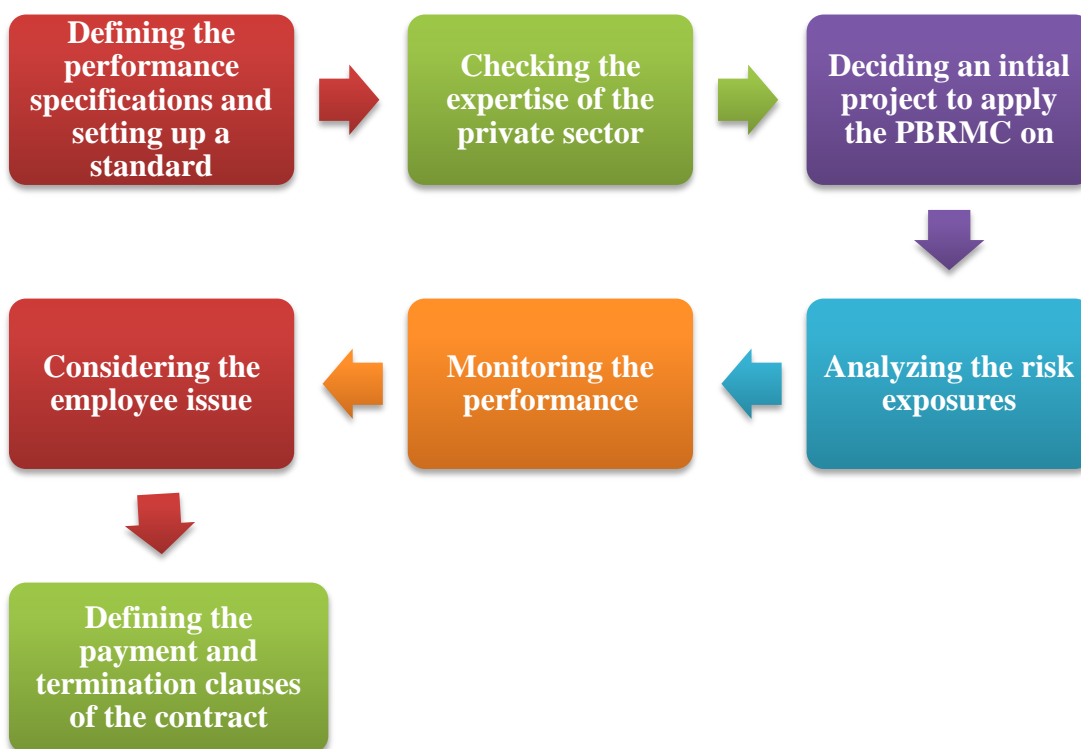 Defining the
performance
specifications and
setting up a
standard
Checking the
expertise of the
private sector
Deciding an intial
project to apply
the PBRMC on
Analyzing the risk
exposures
Monitoring the
performance
Considering the
employee issue
Defining the
payment and
termination clauses
of the contract